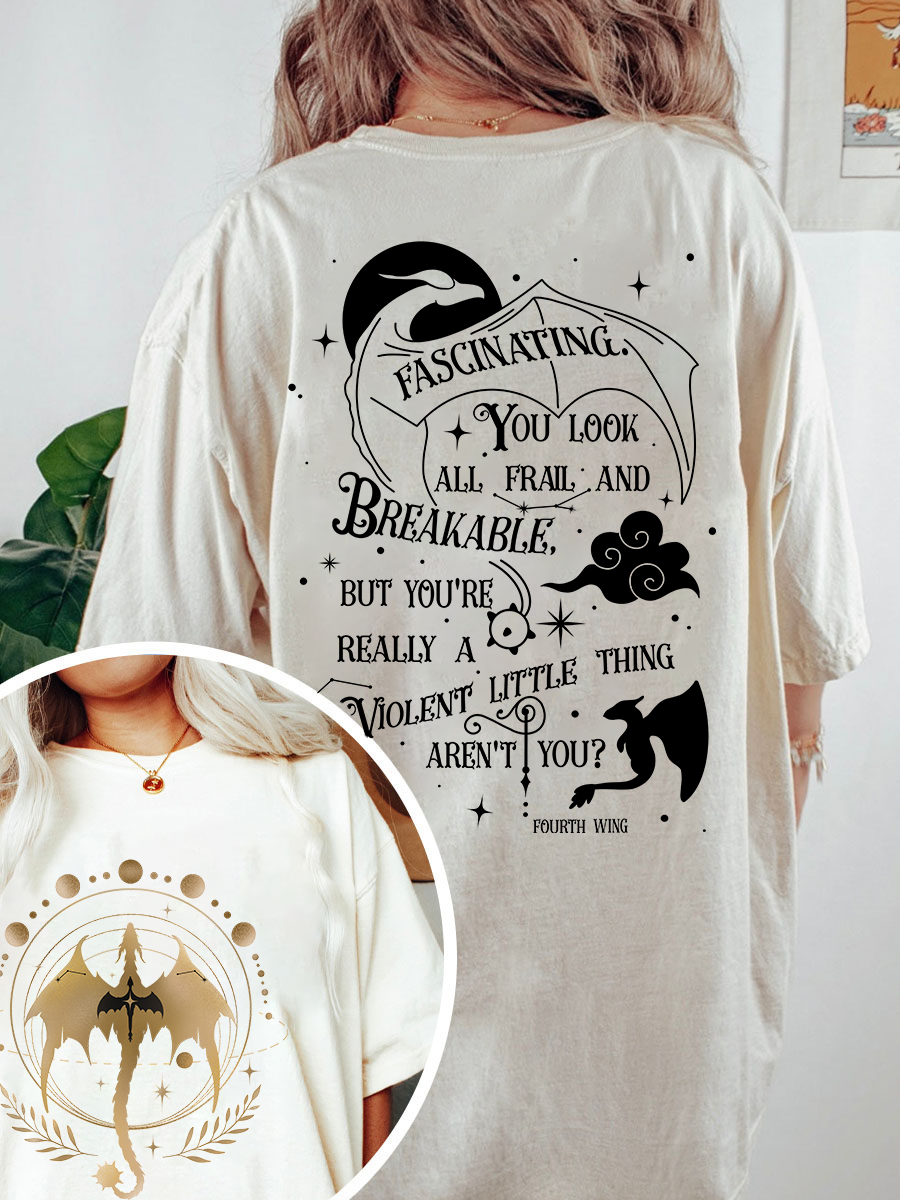 FASCINATING.
YOU LOOK
ALL FRAIL AND
BREAKABLE,
BUT YOU'RE
REALLY A
VIOLENT LITTLE THING
AREN'T YOU?
FOURTH WING